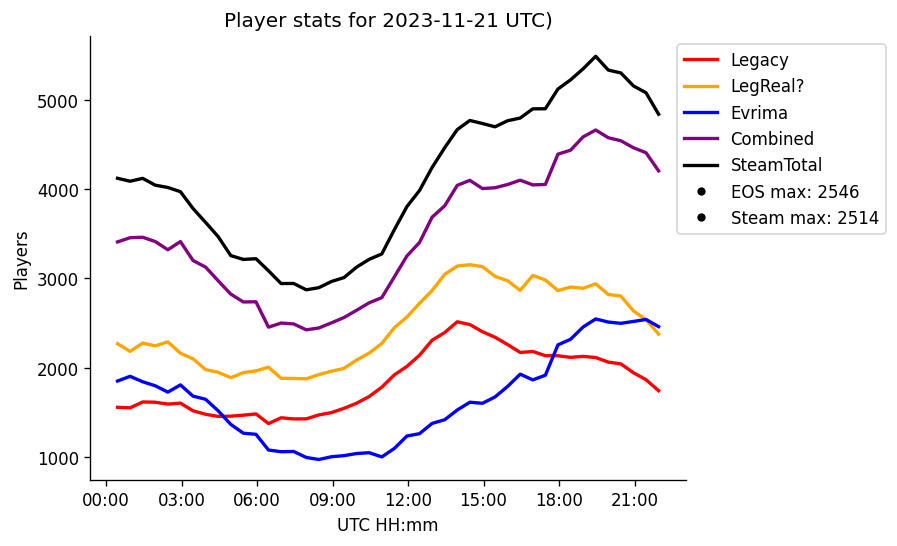 Player stats for 2023-11-21 UTC)
Legacy
LegReal?
Evrima
Combined
SteamTotal
EOS max: 2546
Steam max: 2514
Players
5000
4000
3000
2000
1000
00:00 03:00 06:00 09:00 12:00 15:00 18:00 21:00
UTC HH:mm